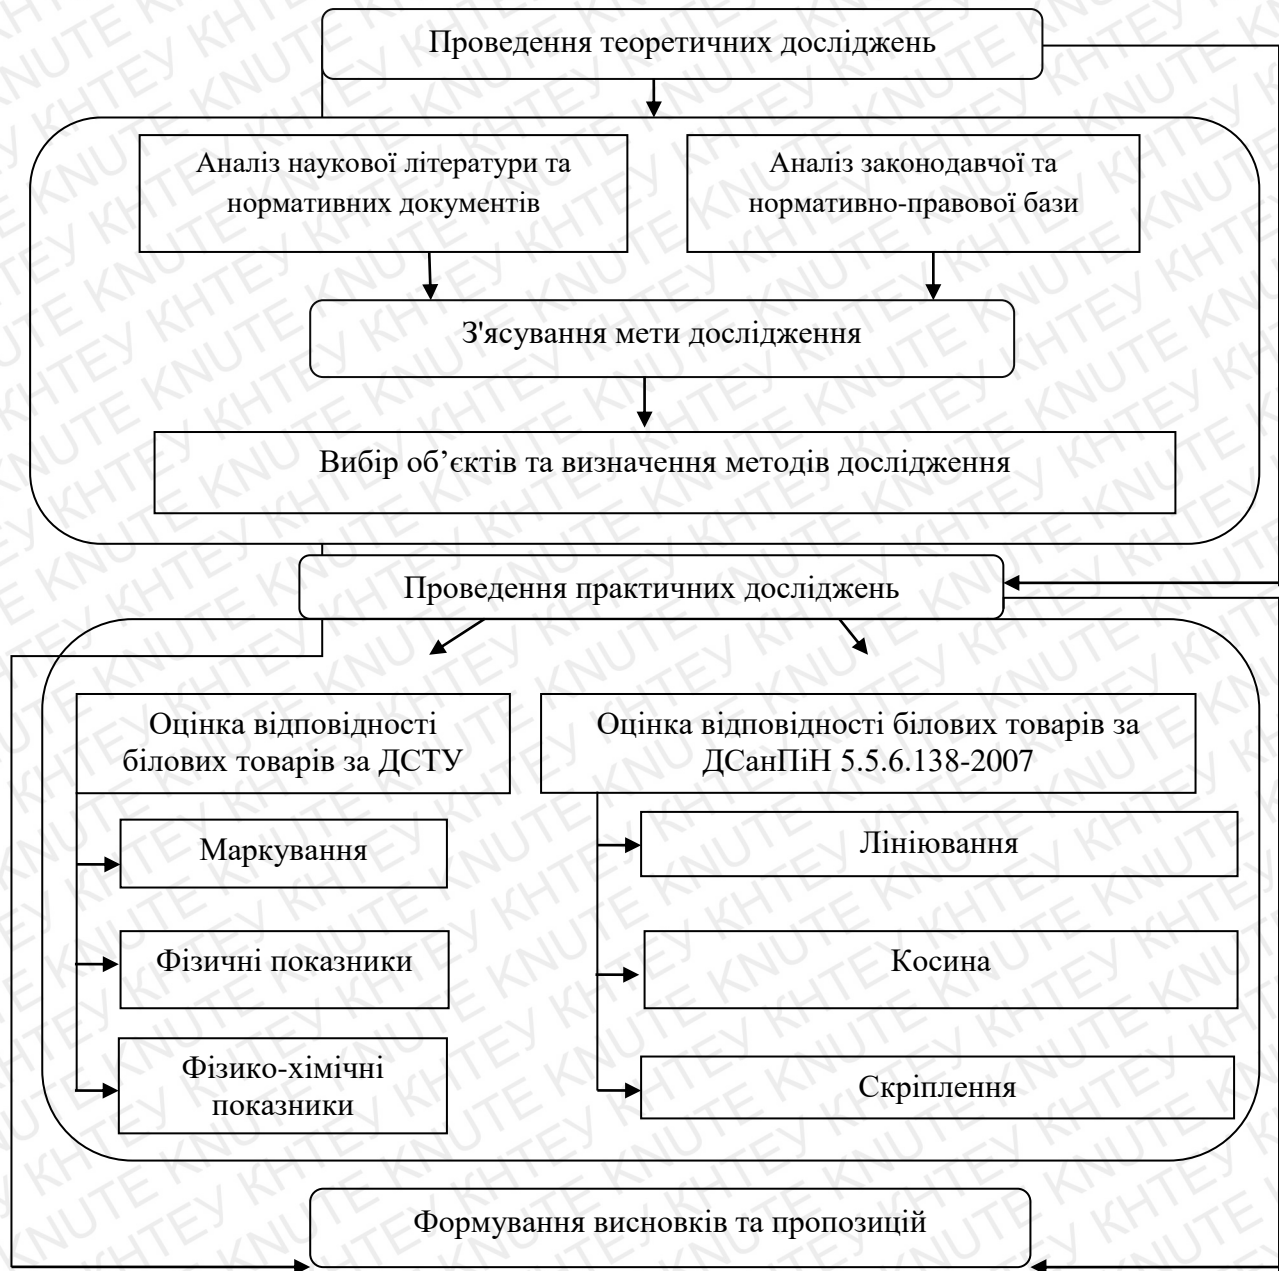 Проведення теоретичних досліджень
Аналіз наукової літератури та
нормативних документів
Аналіз законодавчої та
нормативно-правової бази
З'ясування мети дослідження
Вибір об’єктів та визначення методів дослідження
Проведення практичних досліджень
Оцінка відповідності
білових товарів за ДСТУ
Оцінка відповідності білових товарів за
ДСанПіН 5.5.6.138-2007
Маркування
Лініювання
Фізичні показники
Косина
Фізико-хімічні
показники
Скріплення
Формування висновків та пропозицій